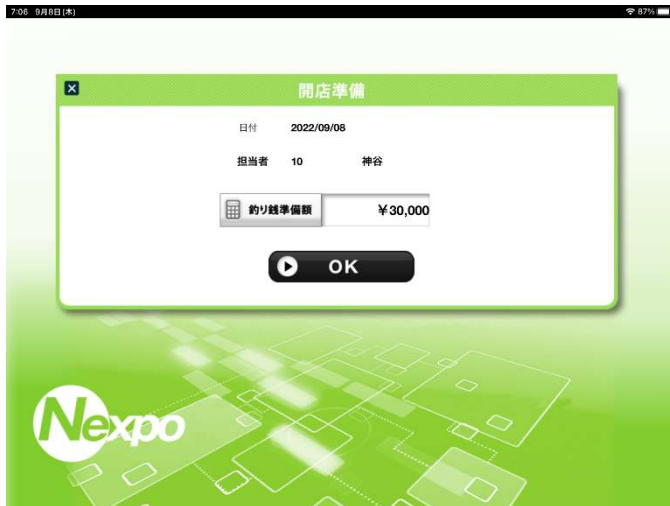 7:06 9月8日(木) 87%
開店準備
日付 2022/09/08
担当者 10 神谷
釣り銭準備額 ￥30,000
OK
Nexpo